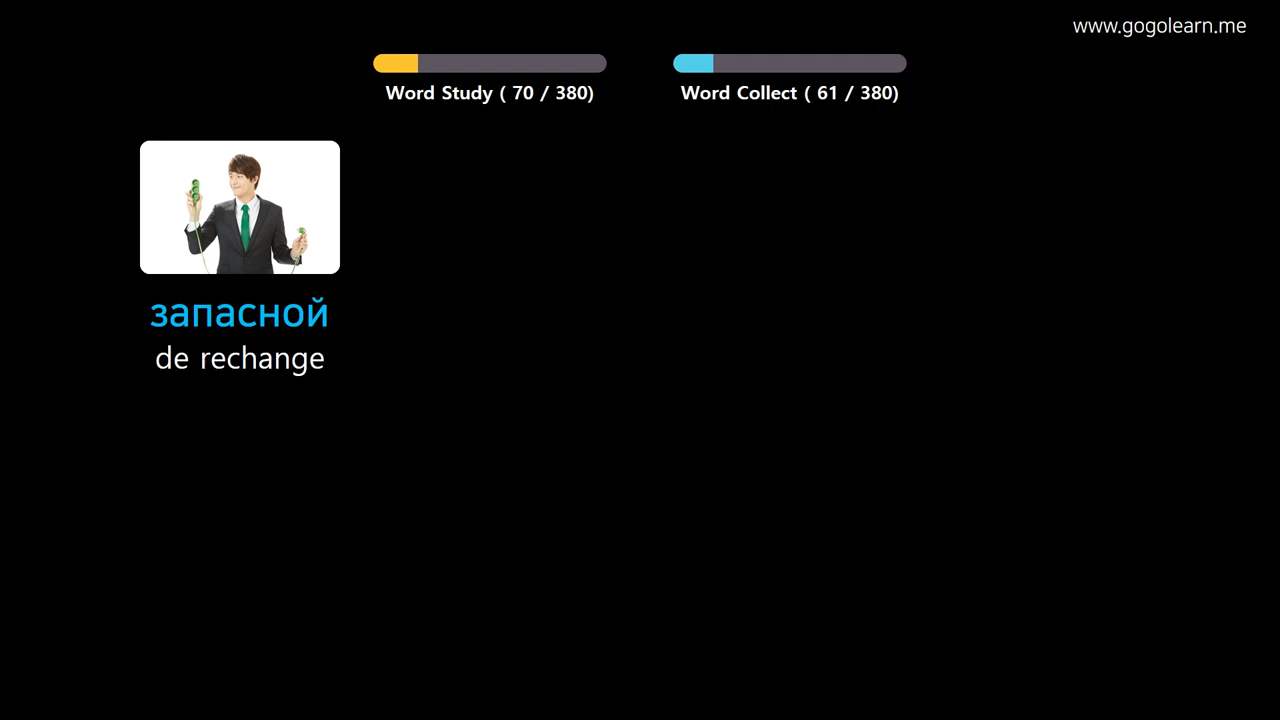 www.gogolearn.me
Word Study ( 70 / 380)
Word Collect ( 61 / 380)
запасной
de rechange